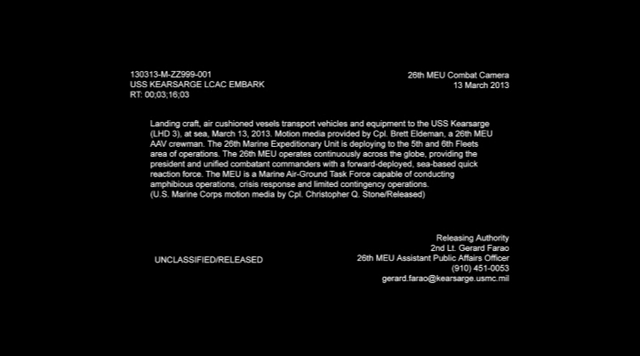 130313-M-ZZ999-001
USS KEARSARGE LCAC EMBARK
RT: 00;03;16;03
26th MEU Combat Camera
13 March 2013
Landing craft, air cushioned vesels transport vehicles and equipment to the USS Kearsarge
(LHD 3), at sea, March 13, 2013. Motion media provided by Cpl. Brett Eldeman, a 26th MEU
AAV crewman. The 26th Marine Expeditionary Unit is deploying to the 5th and 6th Fleets
area of operations. The 26th MEU operates continuously across the globe, providing the
president and unified combatant commanders with a forward-deployed, sea-based quick
reaction force. The MEU is a Marine Air-Ground Task Force capable of conducting
amphibious operations, crisis response and limited contingency operations.
(U.S. Marine Corps motion media by Cpl. Christopher Q. Stone/Released)
UNCLASSIFIED/RELEASED
Releasing Authority
2nd Lt. Gerard Farao
26th MEU Assistant Public Affairs Officer
(910) 451-0053
gerard.farao@kearsarge.usmc.mil